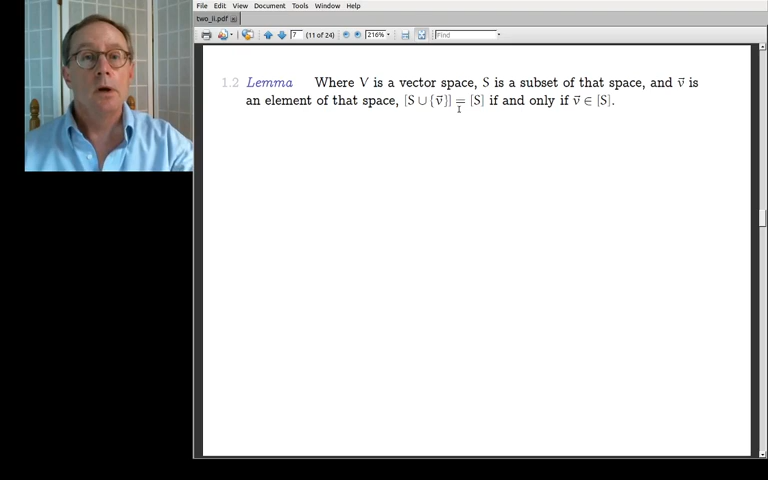 File Edit View Document Tools Window Help
two_ii.pdf
7 (11 of 24) 216% Find
1.2 Lemma Where V is a vector space, S is a subset of that space, and v⃗ is
an element of that space, [S ∪ {v⃗}] = [S] if and only if v⃗ ∈ [S].